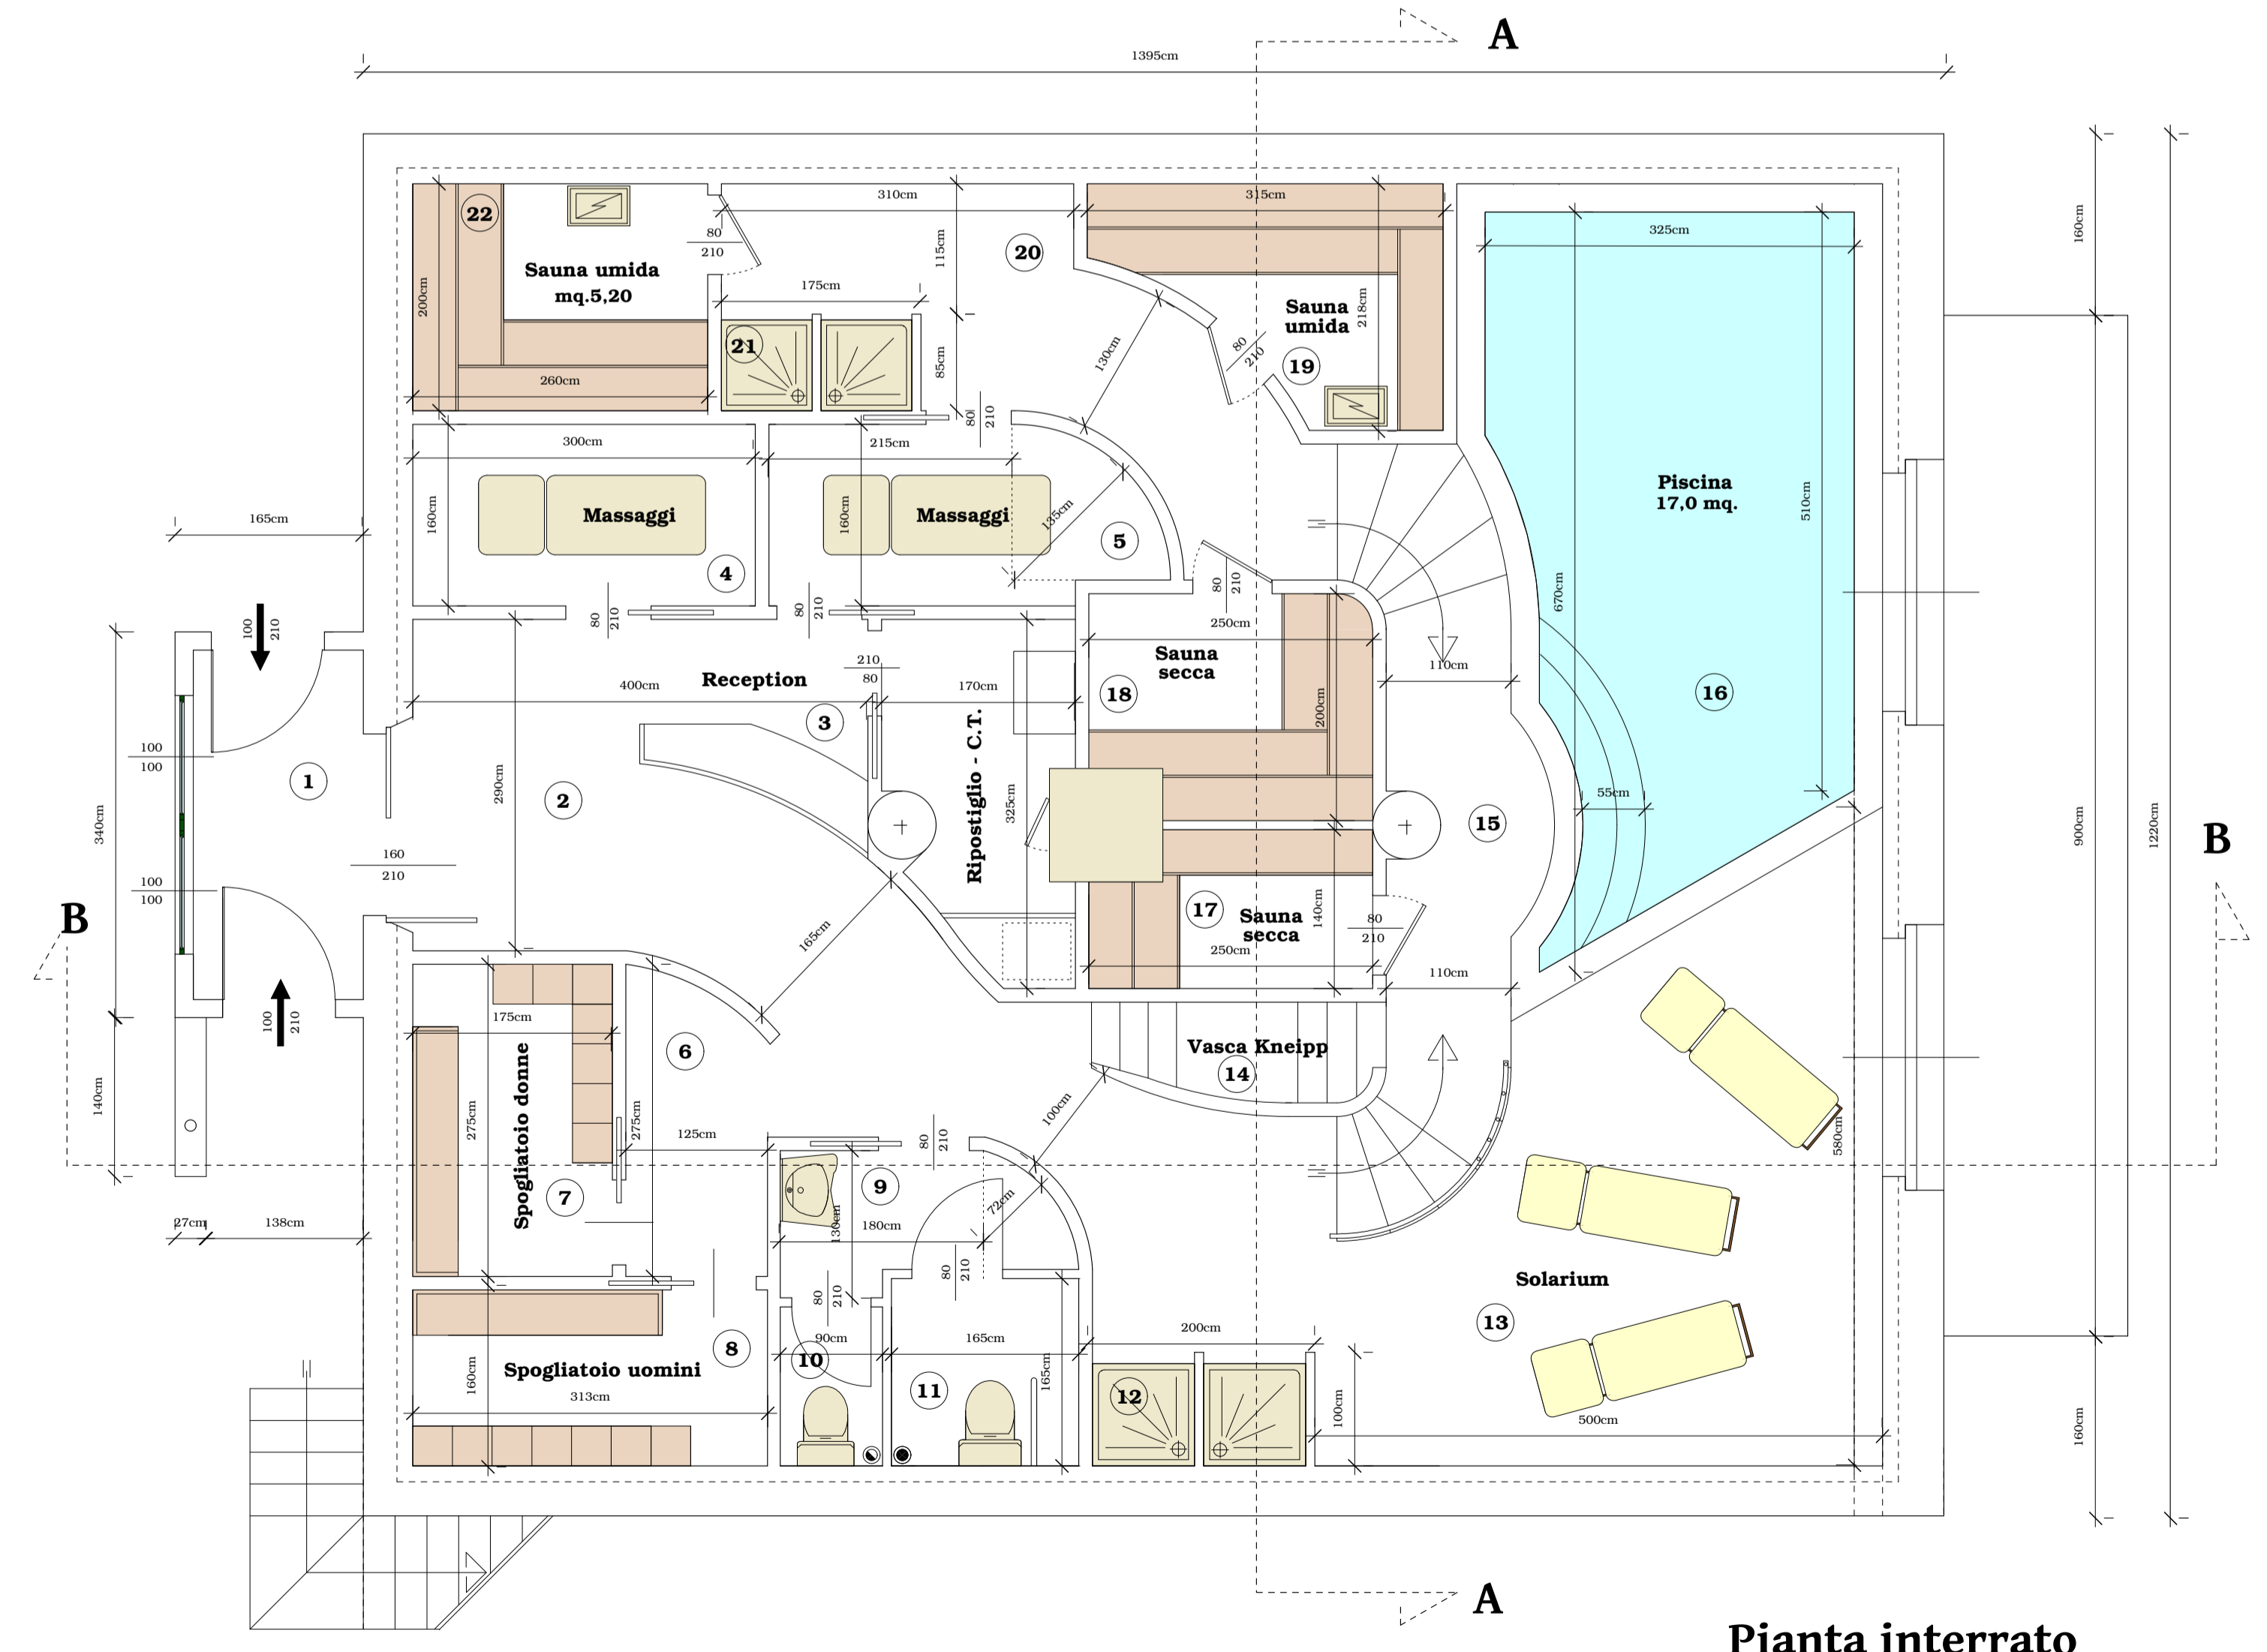 A
1395cm
310cm
315cm
22
80
210
20
115cm
160cm
325cm
Sauna umida
mq.5,20
200cm
175cm
Sauna
umida
218cm
21
85cm
130cm
80
210
19
260cm
80
210
300cm
215cm
Piscina
17,0 mq.
510cm
165cm
160cm
Massaggi
160cm
Massaggi
135cm
5
4
80
210
80
210
80
210
670cm
100
210
250cm
Reception
210
80
Sauna
secca
110cm
400cm
170cm
18
200cm
16
3
Ripostiglio - C.T.
100
100
1
2
290cm
325cm
55cm
15
340cm
900cm
1220cm
B
160
210
100
100
17
Sauna
secca
140cm
80
210
B
165cm
250cm
110cm
100
210
175cm
6
Vasca Kneipp
14
Spogliatoio donne
275cm
275cm
140cm
125cm
100cm
80
210
580cm
7
9
130cm
72cm
180cm
27cm
138cm
80
210
80
210
Solarium
13
8
90cm
165cm
200cm
10
Spogliatoio uomini
160cm
313cm
11
165cm
12
100cm
500cm
160cm
A
Pianta interrato